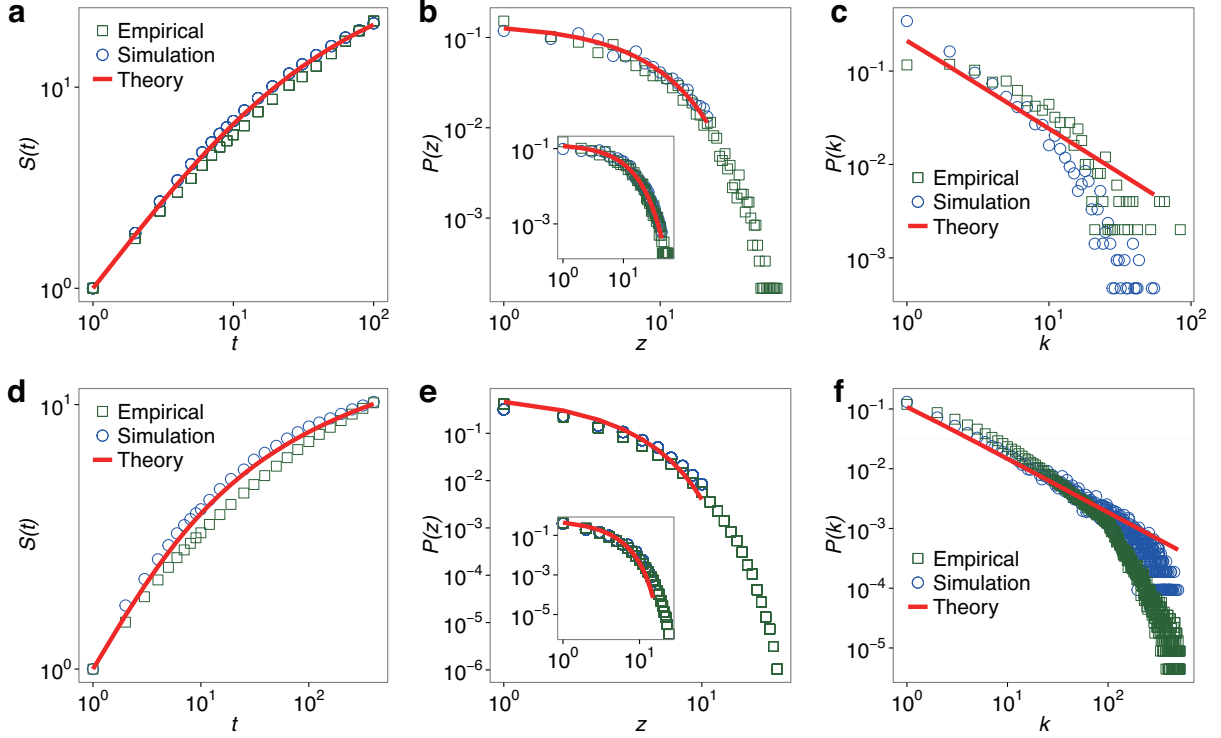 a
Empirical
Simulation
Theory
S(t)
10^1
10^0
10^0 10^1 10^2
t
b
P(z)
10^-1
10^-2
10^-3
10^-1
10^-3
10^0 10^1
10^0 10^1
z
c
P(k)
10^-1
10^-2
10^-3
Empirical
Simulation
Theory
10^0 10^1 10^2
k
d
Empirical
Simulation
Theory
S(t)
10^1
10^0
10^0 10^1 10^2
t
e
P(z)
10^-1
10^-2
10^-3
10^-4
10^-5
10^-6
10^-1
10^-3
10^-5
10^0 10^1
10^0 10^1
z
f
P(k)
10^-1
10^-2
10^-3
10^-4
10^-5
Empirical
Simulation
Theory
10^0 10^1 10^2
k